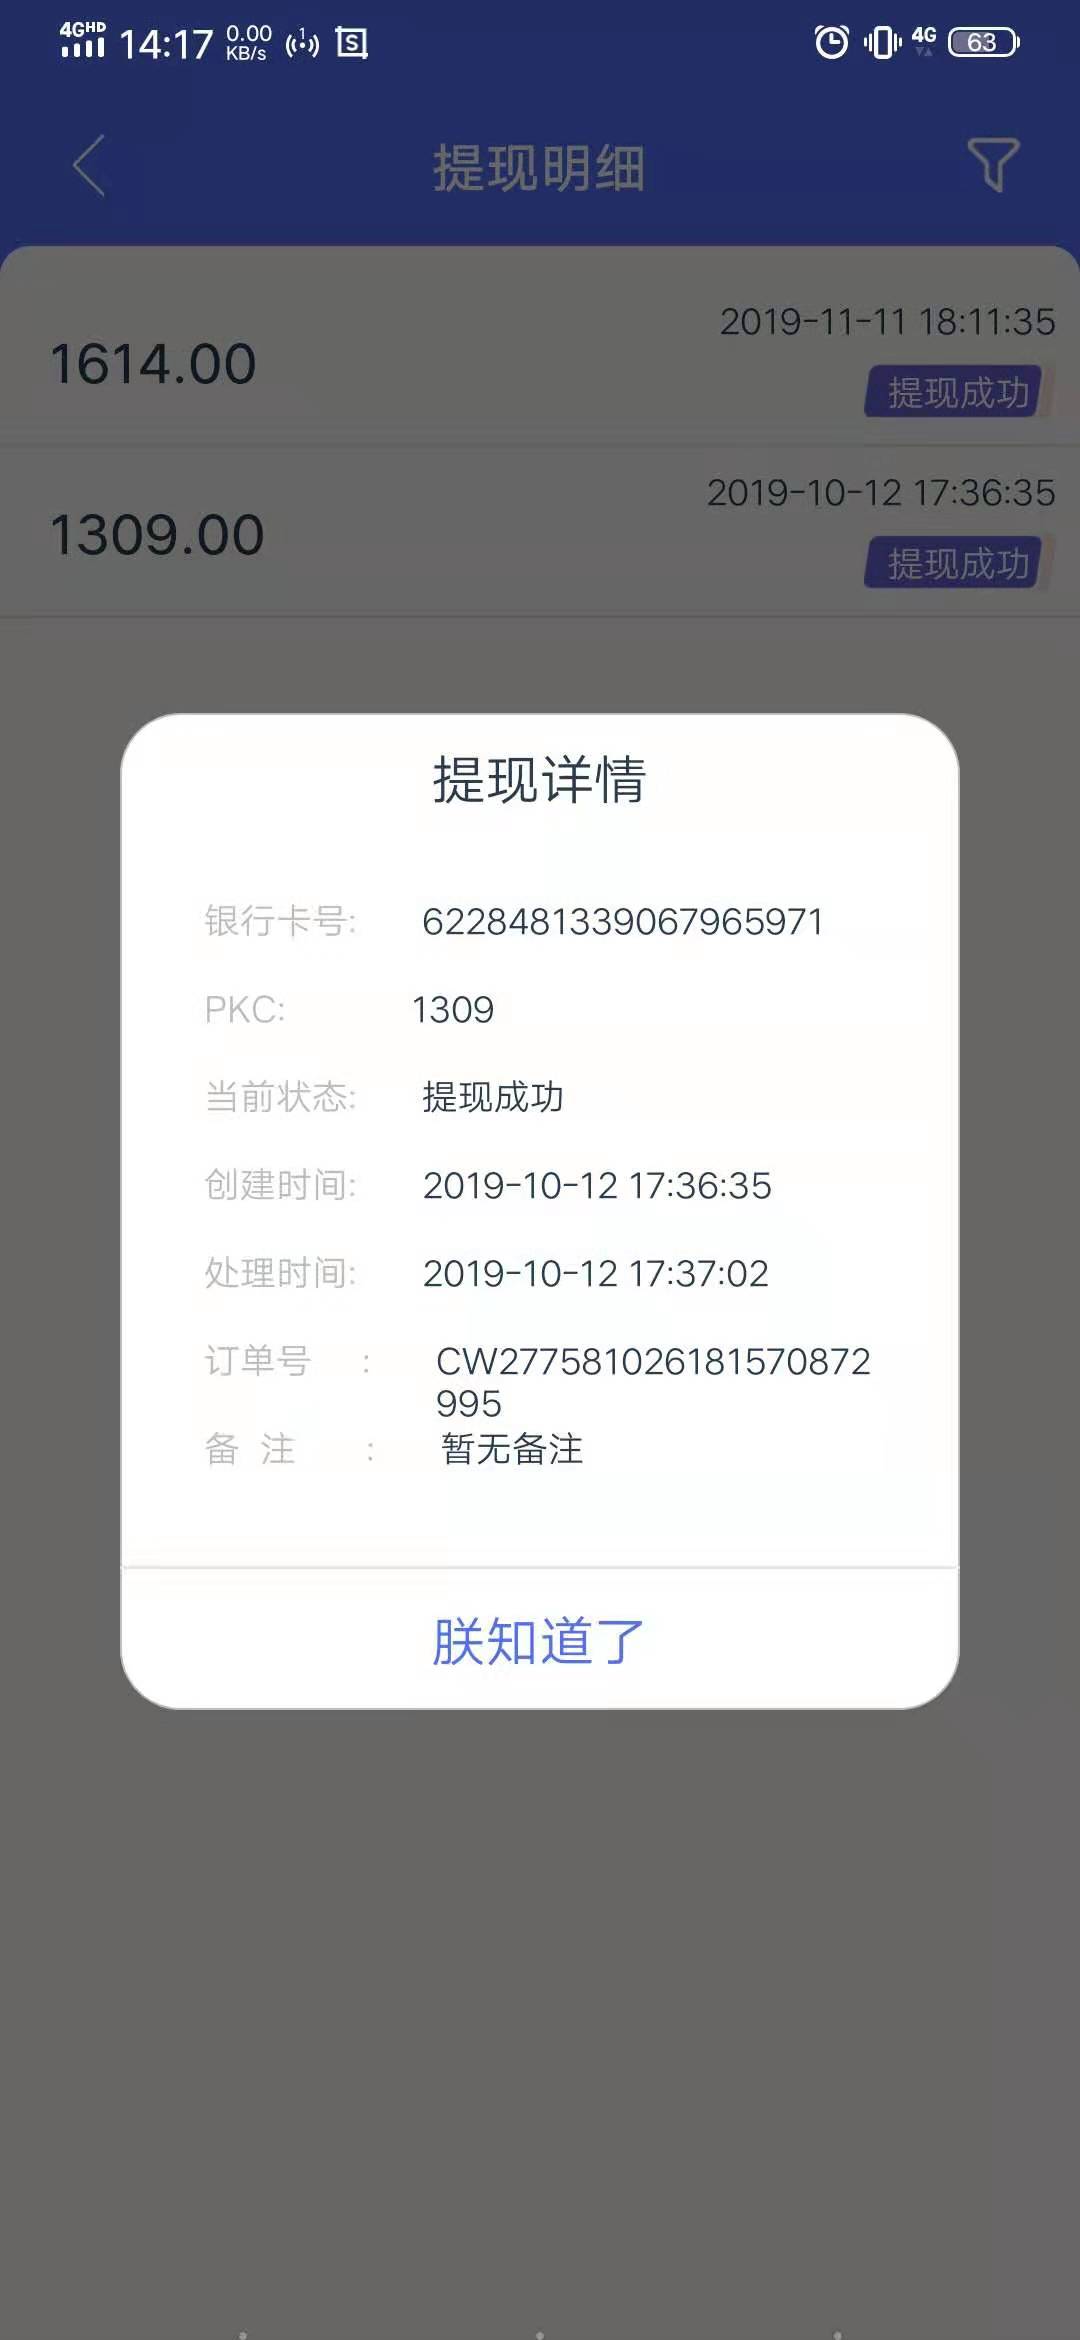 4GHD 14:17 0.00 KB/s 1 S 4G 63
提现明细
2019-11-11 18:11:35
1614.00
提现成功
2019-10-12 17:36:35
1309.00
提现成功
提现详情
银行卡号: 6228481339067965971
PKC: 1309
当前状态: 提现成功
创建时间: 2019-10-12 17:36:35
处理时间: 2019-10-12 17:37:02
订单号 : CW277581026181570872
995
备 注 : 暂无备注
朕知道了